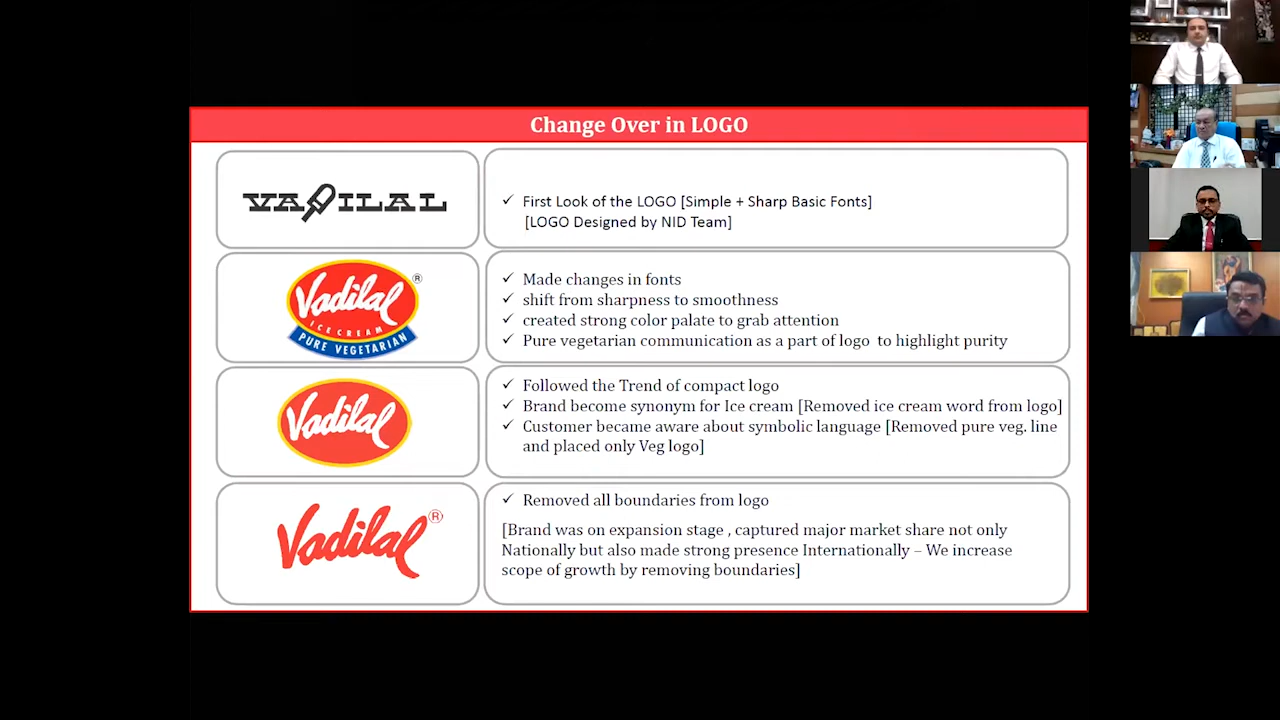 Change Over in LOGO
VADILAL
✓ First Look of the LOGO [Simple + Sharp Basic Fonts]
[LOGO Designed by NID Team]
Vadilal ®
ICE CREAM
PURE VEGETARIAN
✓ Made changes in fonts
✓ shift from sharpness to smoothness
✓ created strong color palate to grab attention
✓ Pure vegetarian communication as a part of logo to highlight purity
Vadilal
✓ Followed the Trend of compact logo
✓ Brand become synonym for Ice cream [Removed ice cream word from logo]
✓ Customer became aware about symbolic language [Removed pure veg. line
and placed only Veg logo]
Vadilal ®
✓ Removed all boundaries from logo
[Brand was on expansion stage , captured major market share not only
Nationally but also made strong presence Internationally – We increase
scope of growth by removing boundaries]